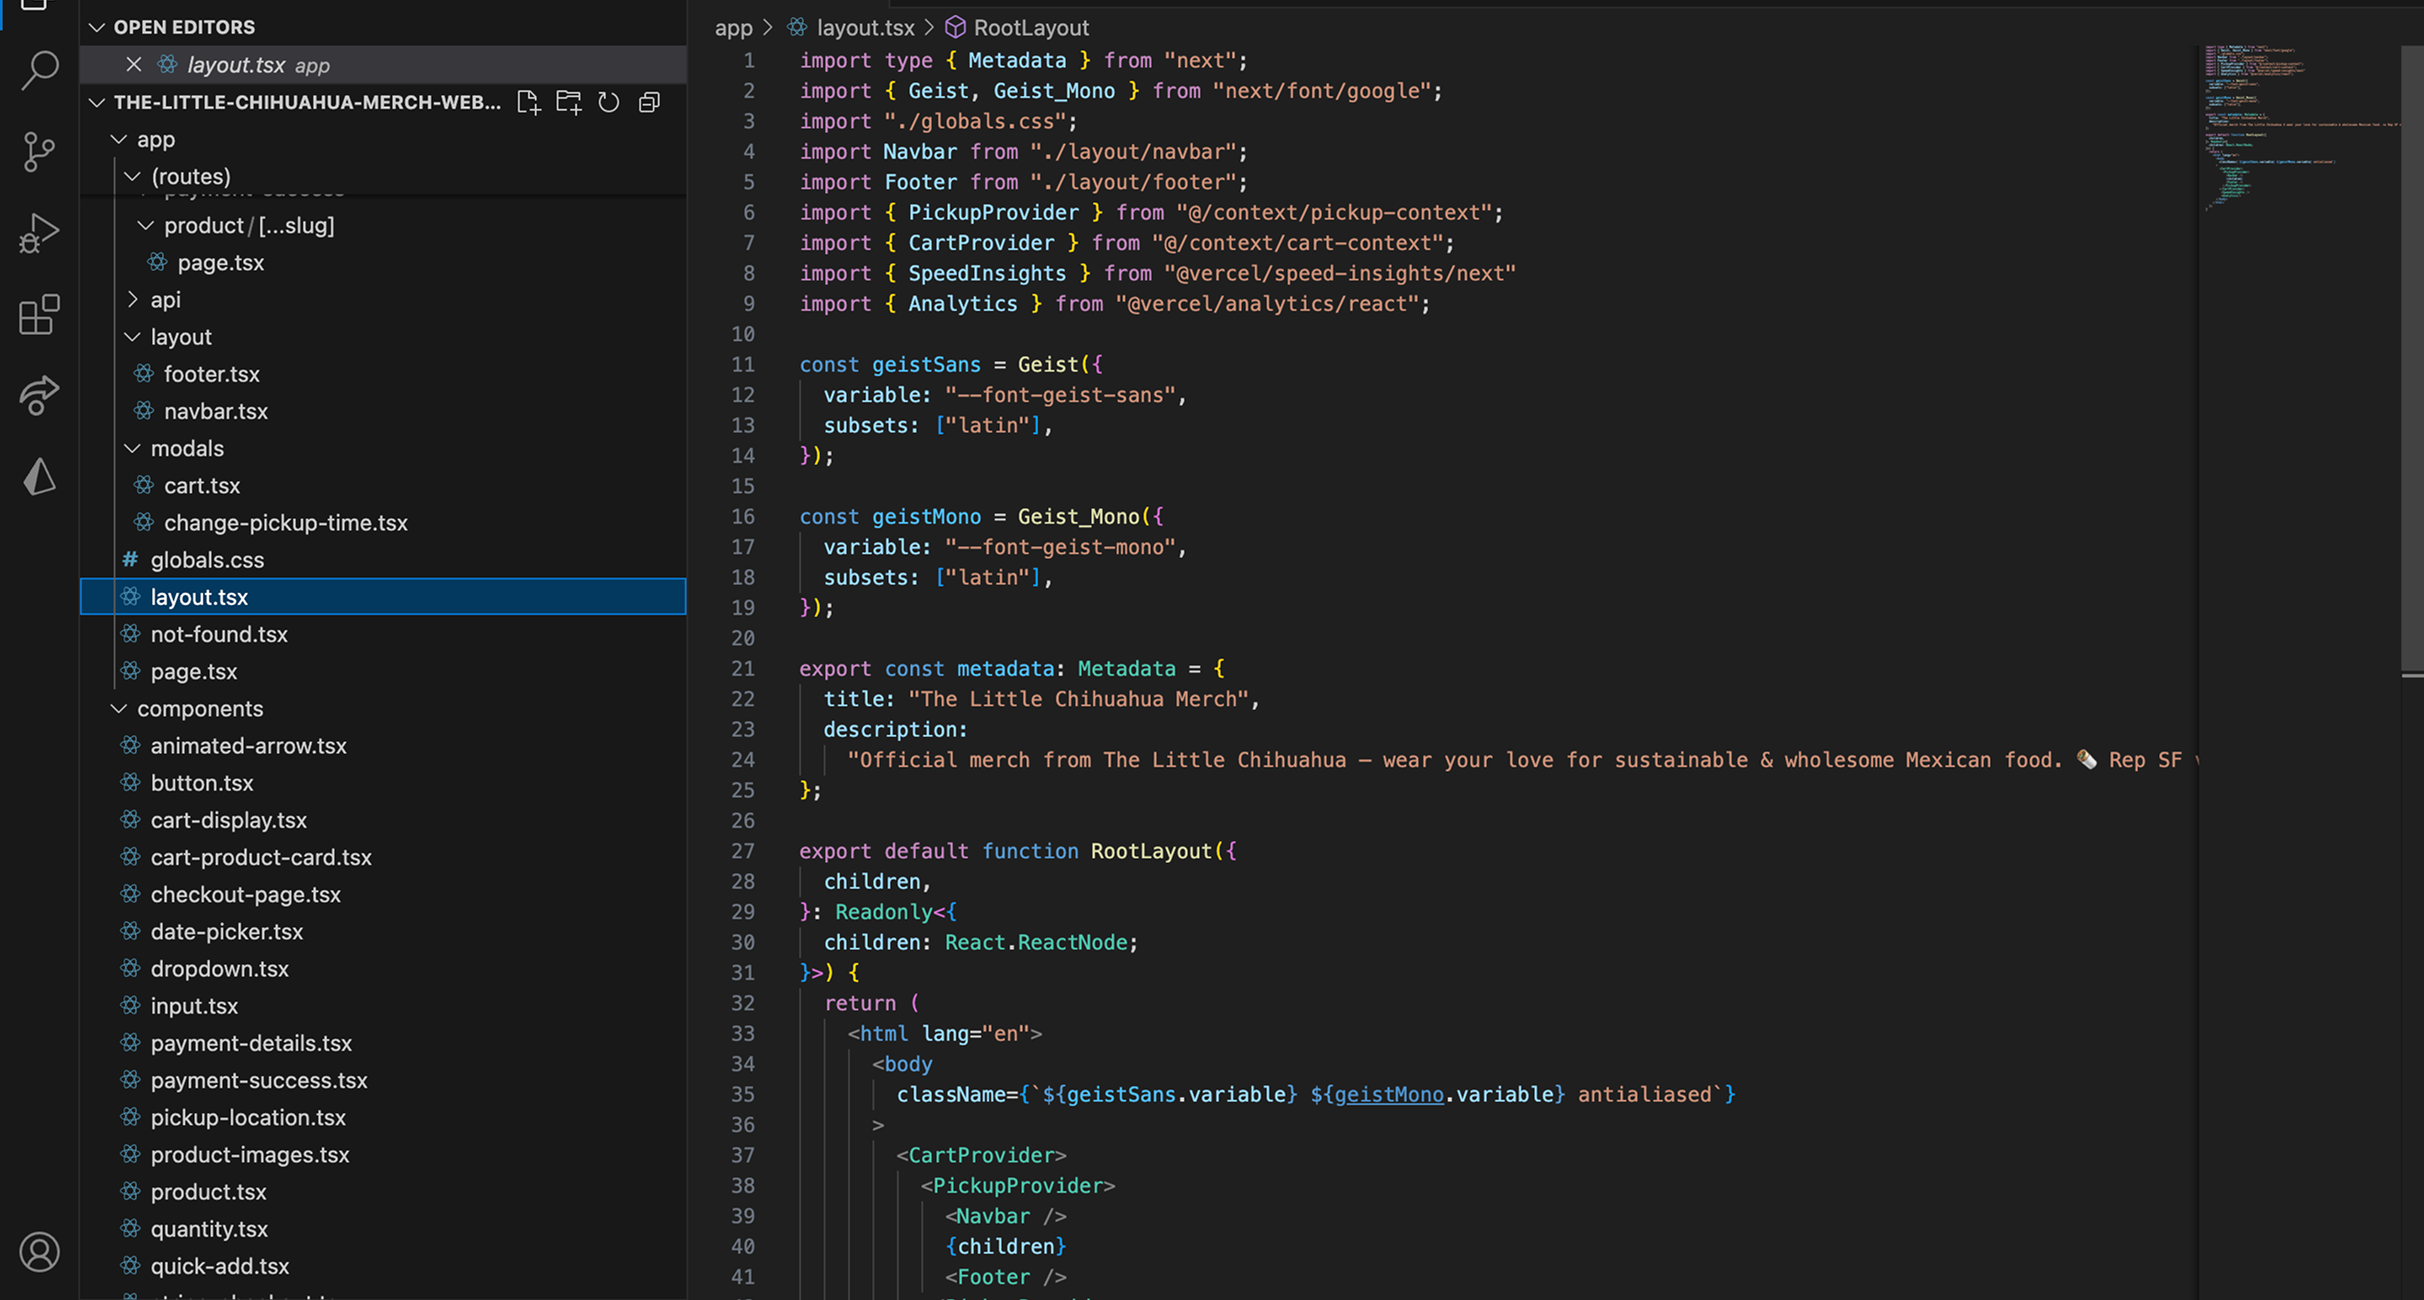 OPEN EDITORS
layout.tsx app
THE-LITTLE-CHIHUAHUA-MERCH-WEB...
app
(routes)
product/[...slug]
page.tsx
api
layout
footer.tsx
navbar.tsx
modals
cart.tsx
change-pickup-time.tsx
# globals.css
layout.tsx
not-found.tsx
page.tsx
components
animated-arrow.tsx
button.tsx
cart-display.tsx
cart-product-card.tsx
checkout-page.tsx
date-picker.tsx
dropdown.tsx
input.tsx
payment-details.tsx
payment-success.tsx
pickup-location.tsx
product-images.tsx
product.tsx
quantity.tsx
quick-add.tsx
app > layout.tsx > RootLayout
1 import type { Metadata } from "next";
2 import { Geist, Geist_Mono } from "next/font/google";
3 import "./globals.css";
4 import Navbar from "./layout/navbar";
5 import Footer from "./layout/footer";
6 import { PickupProvider } from "@/context/pickup-context";
7 import { CartProvider } from "@/context/cart-context";
8 import { SpeedInsights } from "@vercel/speed-insights/next"
9 import { Analytics } from "@vercel/analytics/react";
10
11 const geistSans = Geist({
12 variable: "--font-geist-sans",
13 subsets: ["latin"],
14 });
15
16 const geistMono = Geist_Mono({
17 variable: "--font-geist-mono",
18 subsets: ["latin"],
19 });
20
21 export const metadata: Metadata = {
22 title: "The Little Chihuahua Merch",
23 description:
24 "Official merch from The Little Chihuahua — wear your love for sustainable & wholesome Mexican food. 🌯 Rep SF
25 };
26
27 export default function RootLayout({
28 children,
29 }: Readonly<{
30 children: React.ReactNode;
31 }>) {
32 return (
33 <html lang="en">
34 <body
35 className={`${geistSans.variable} ${geistMono.variable} antialiased`}
36 >
37 <CartProvider>
38 <PickupProvider>
39 <Navbar />
40 {children}
41 <Footer />